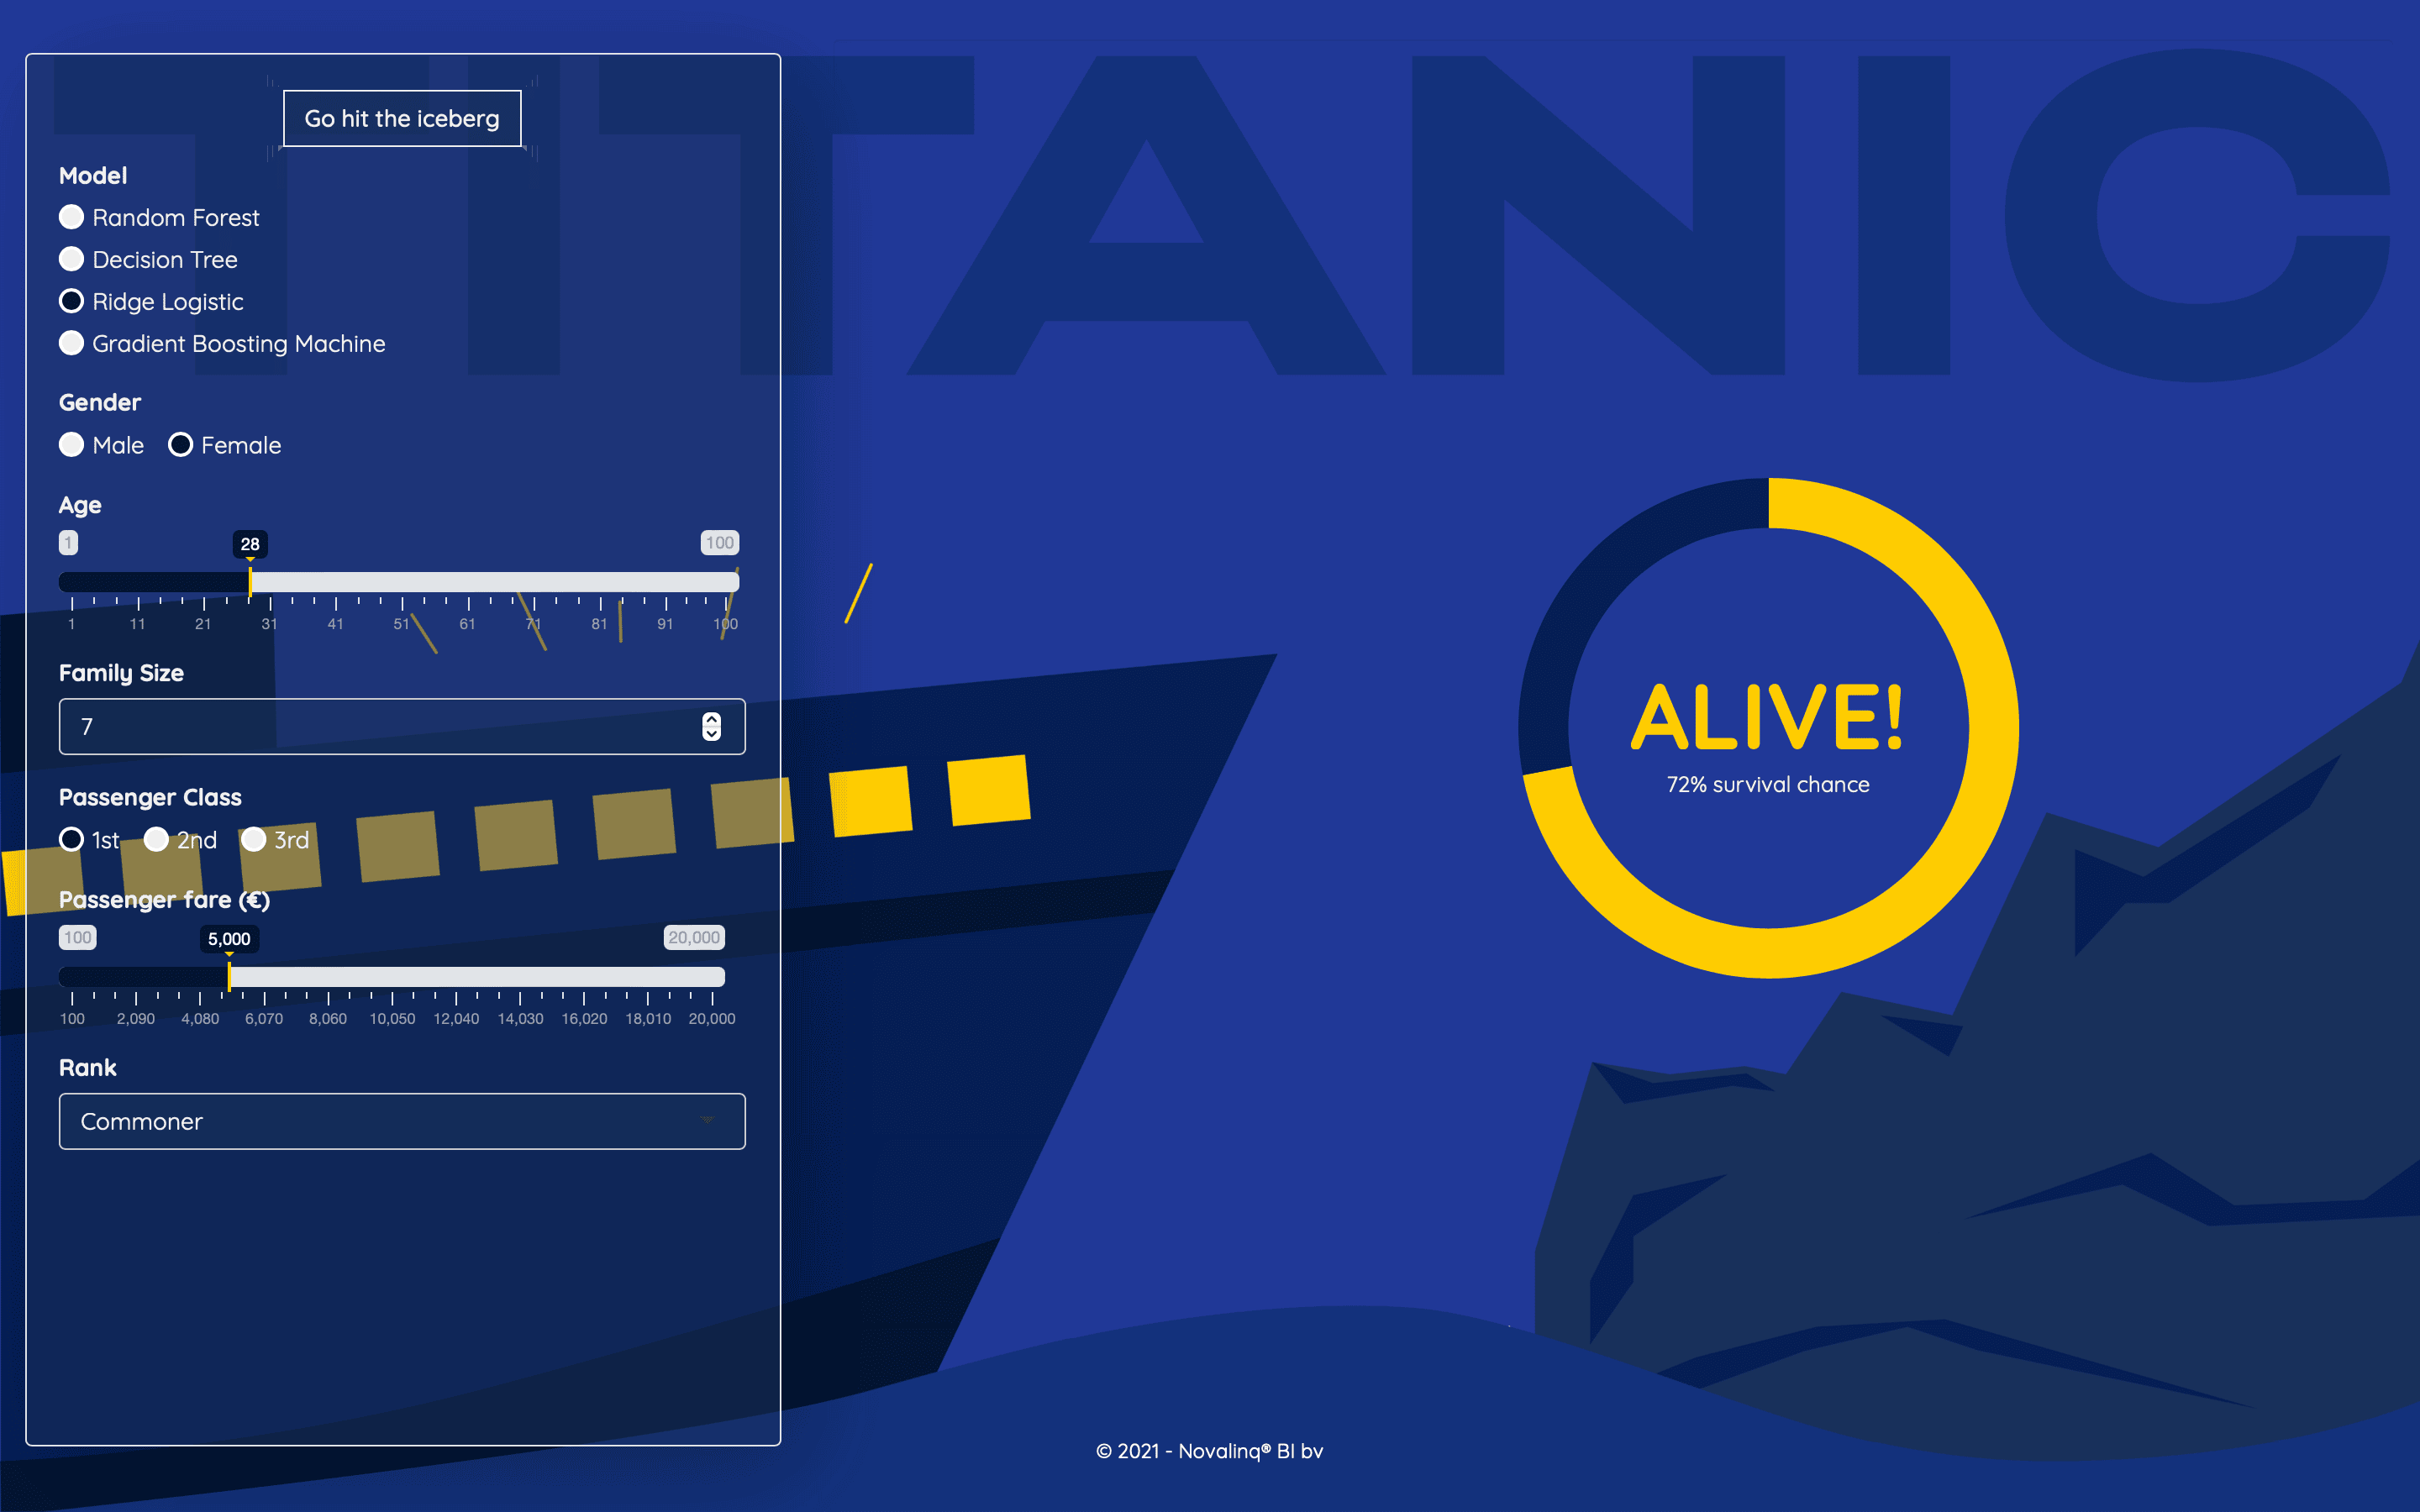 TITANIC
Go hit the iceberg
Model
Random Forest
Decision Tree
Ridge Logistic
Gradient Boosting Machine
Gender
Male Female
Age
1 28 100
1 11 21 31 41 51 61 71 81 91 100
Family Size
7
Passenger Class
1st 2nd 3rd
Passenger fare (€)
100 5,000 20,000
100 2,090 4,080 6,070 8,060 10,050 12,040 14,030 16,020 18,010 20,000
Rank
Commoner
ALIVE!
72% survival chance
© 2021 - Novalinq® BI bv